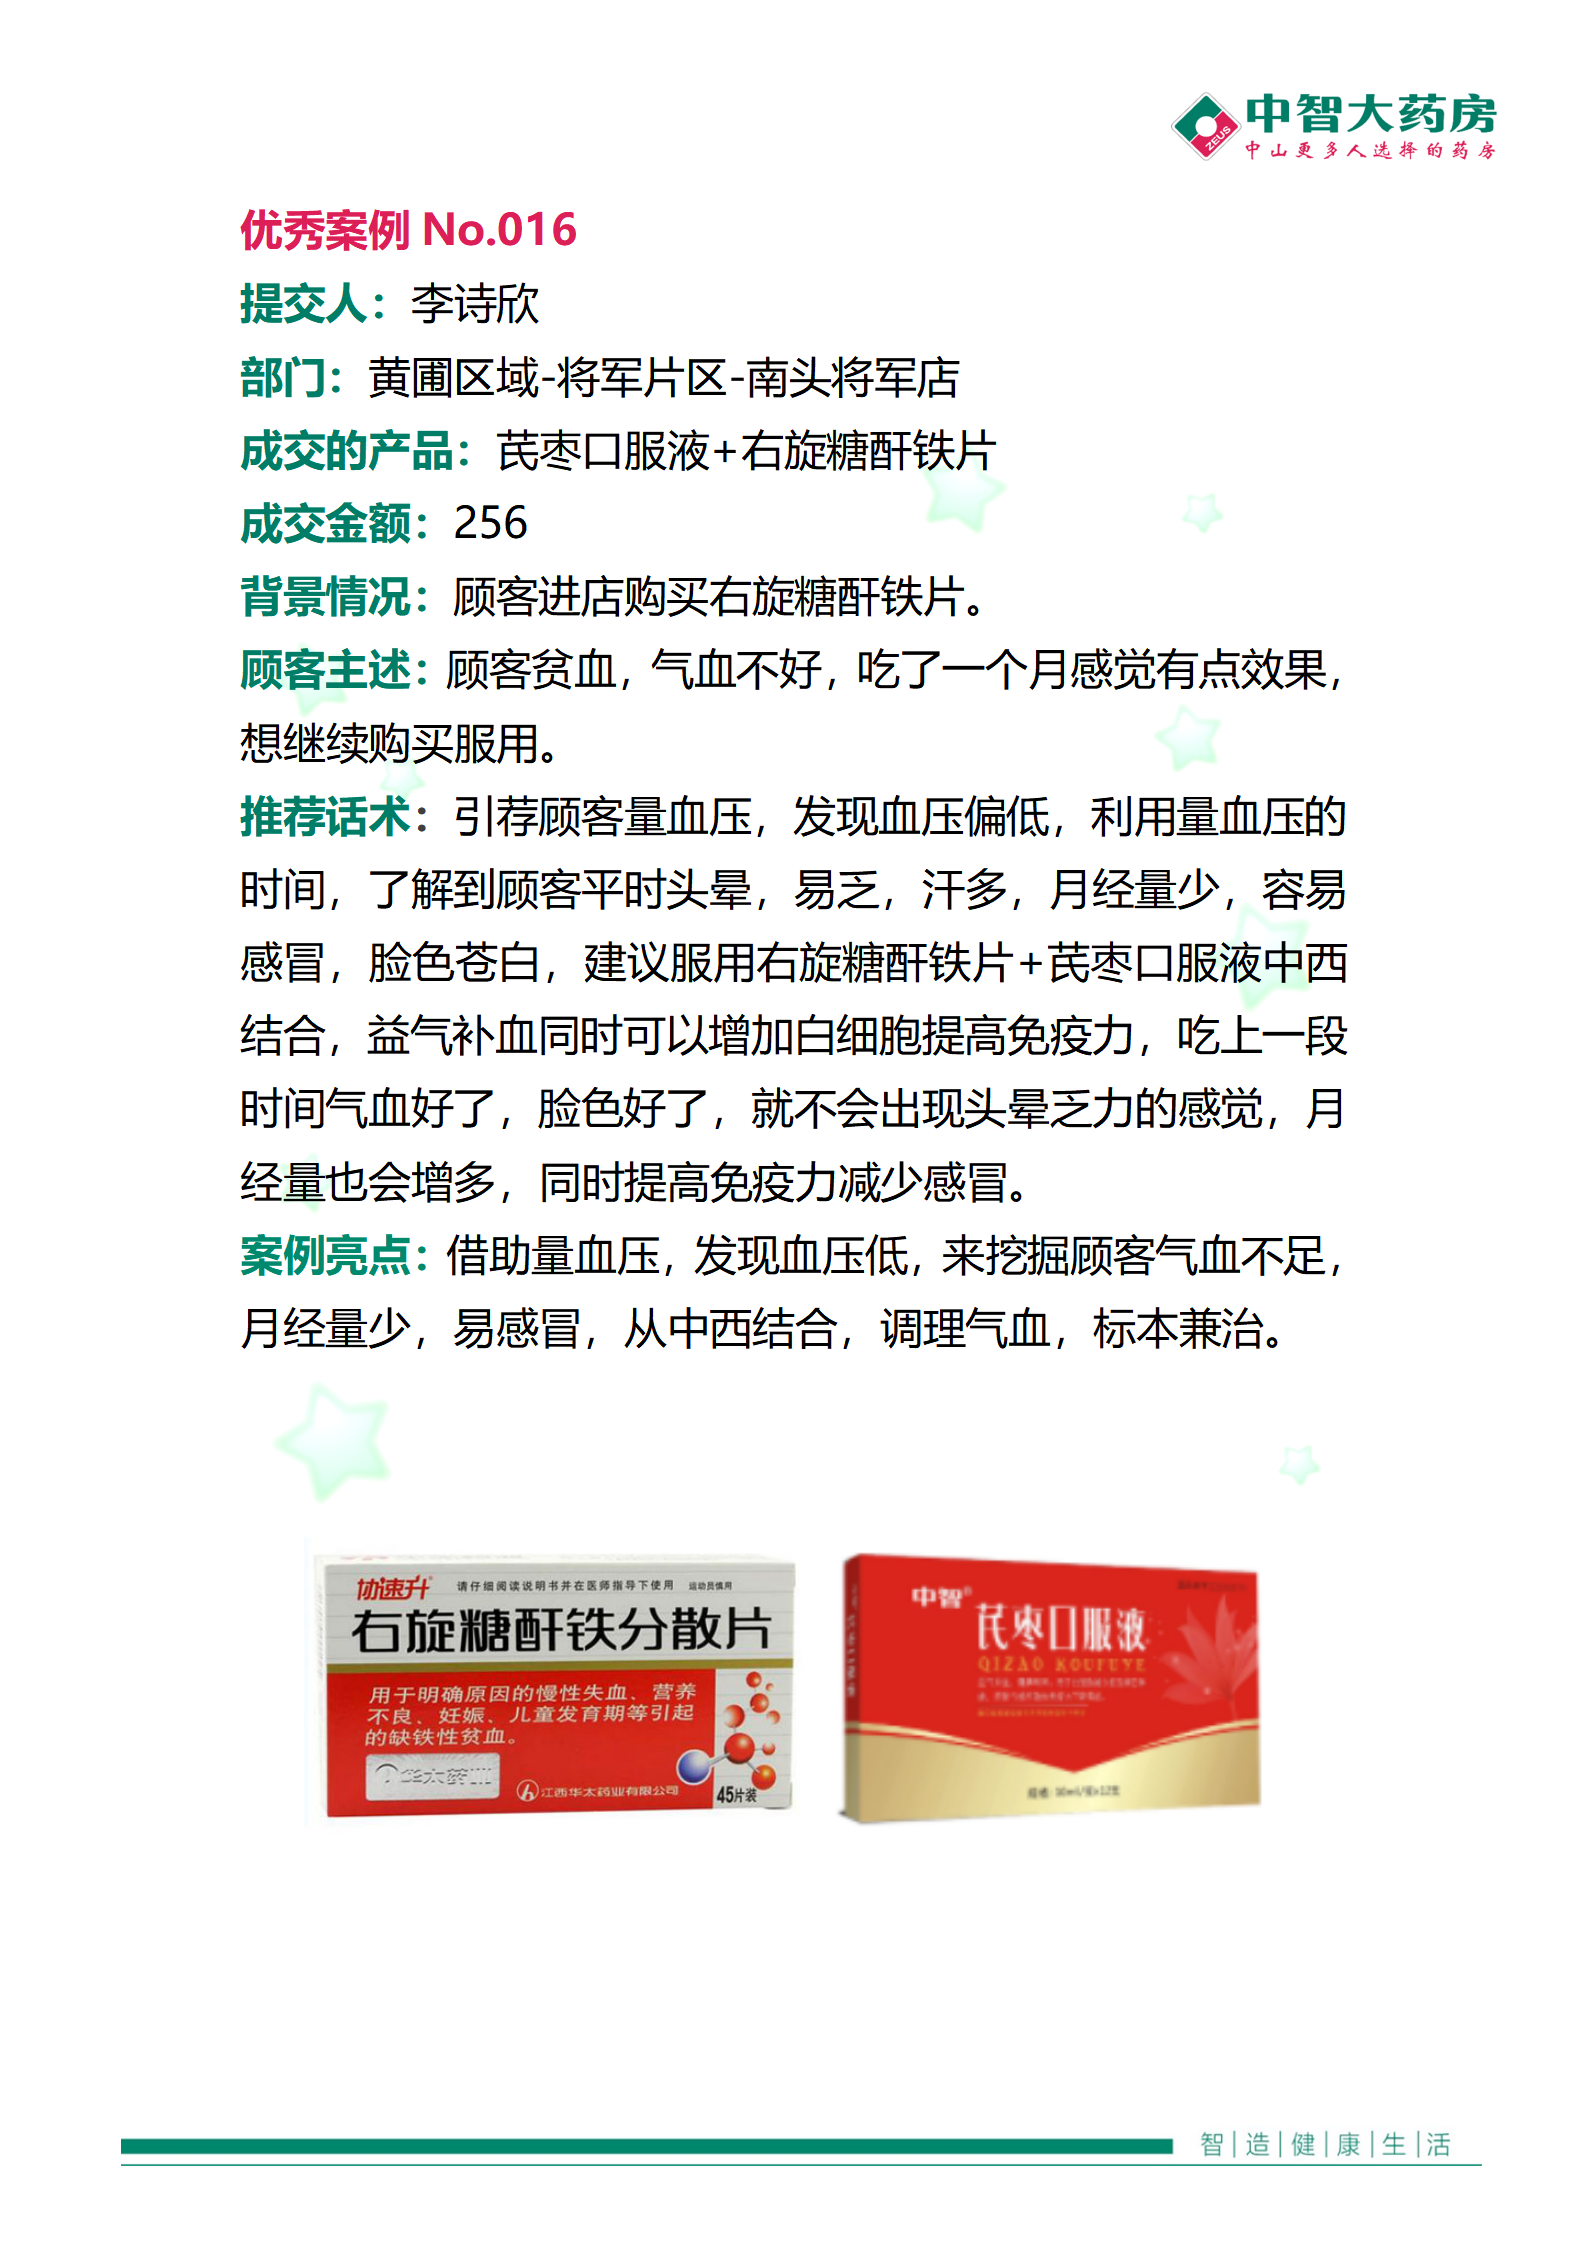 中智大药房
ZEUS
中山更多人选择的药房
优秀案例 No.016
提交人：李诗欣
部门：黄圃区域-将军片区-南头将军店
成交的产品：芪枣口服液+右旋糖酐铁片
成交金额：256
背景情况：顾客进店购买右旋糖酐铁片。
顾客主述：顾客贫血，气血不好，吃了一个月感觉有点效果，
想继续购买服用。
推荐话术：引荐顾客量血压，发现血压偏低，利用量血压的
时间，了解到顾客平时头晕，易乏，汗多，月经量少，容易
感冒，脸色苍白，建议服用右旋糖酐铁片+芪枣口服液中西
结合，益气补血同时可以增加白细胞提高免疫力，吃上一段
时间气血好了，脸色好了，就不会出现头晕乏力的感觉，月
经量也会增多，同时提高免疫力减少感冒。
案例亮点：借助量血压，发现血压低，来挖掘顾客气血不足，
月经量少，易感冒，从中西结合，调理气血，标本兼治。
协速升
请仔细阅读说明书并在医师指导下使用 运动员慎用
右旋糖酐铁分散片
用于明确原因的慢性失血、营养
不良、妊娠、儿童发育期等引起
的缺铁性贫血。
华太药业
江西华太药业有限公司
45片装
中智®
芪枣口服液
QIZAO KOUFUYE
智|造|健|康|生|活